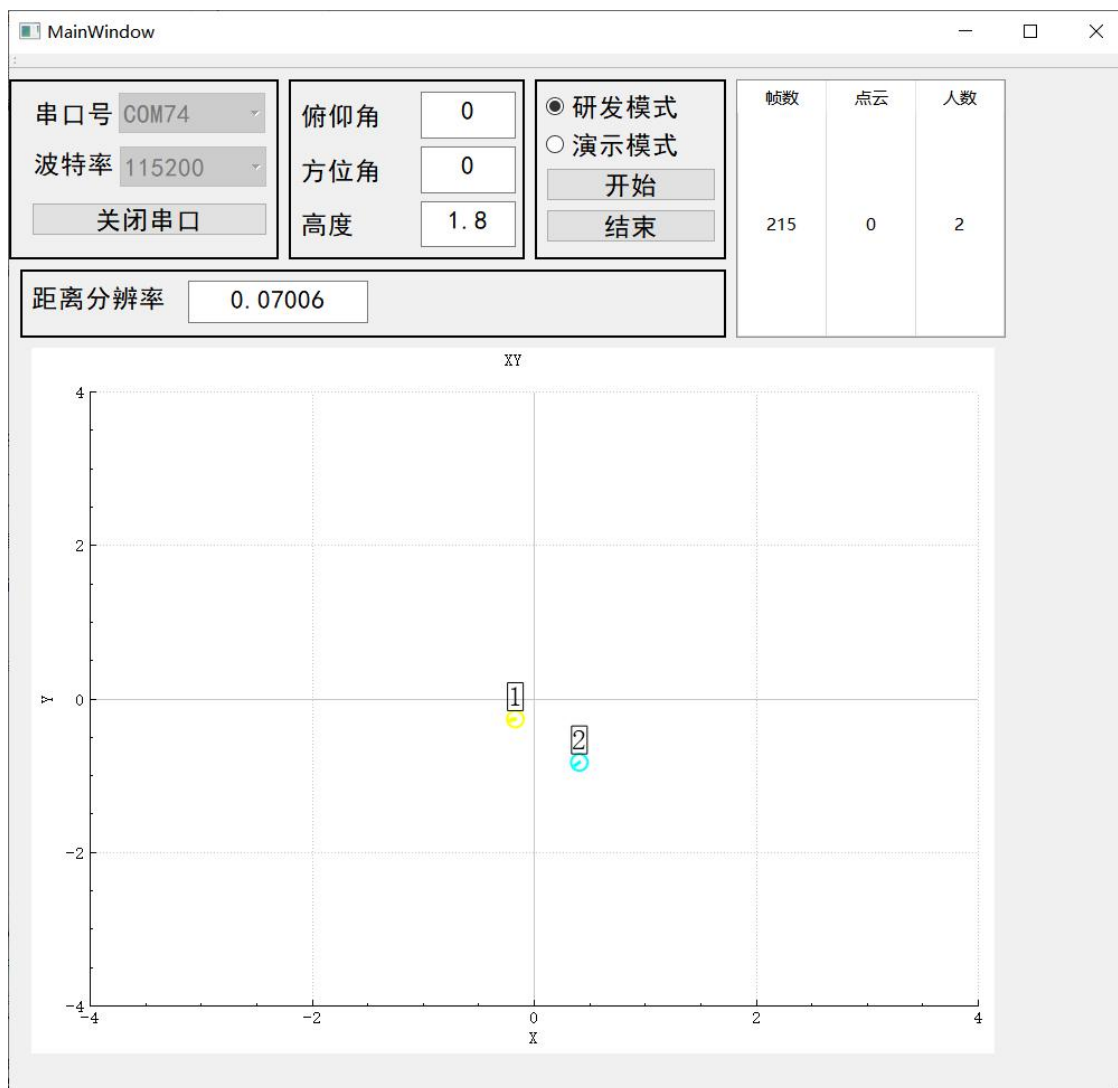 MainWindow
串口号 COM74
波特率 115200
关闭串口
俯仰角 0
方位角 0
高度 1.8
研发模式
演示模式
开始
结束
帧数 点云 人数
215 0 2
距离分辨率 0.07006
XY
4
2
Y 0
1
2
-2
-4
-4 -2 0 2 4
X